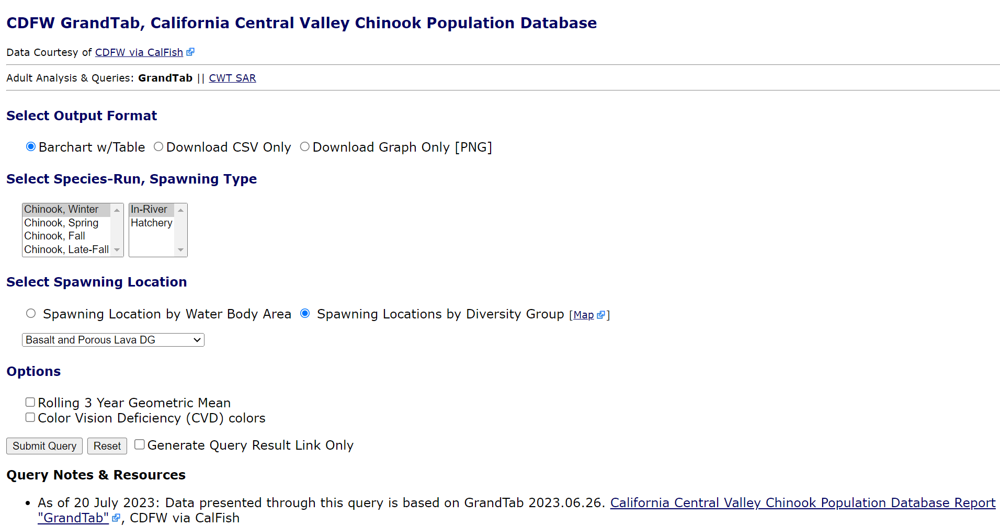 CDFW GrandTab, California Central Valley Chinook Population Database
Data Courtesy of CDFW via CalFish
Adult Analysis & Queries: GrandTab || CWT SAR
Select Output Format
Barchart w/Table Download CSV Only Download Graph Only [PNG]
Select Species-Run, Spawning Type
Chinook, Winter In-River
Chinook, Spring Hatchery
Chinook, Fall
Chinook, Late-Fall
Select Spawning Location
Spawning Location by Water Body Area Spawning Locations by Diversity Group [Map]
Basalt and Porous Lava DG
Options
Rolling 3 Year Geometric Mean
Color Vision Deficiency (CVD) colors
Submit Query Reset Generate Query Result Link Only
Query Notes & Resources
• As of 20 July 2023: Data presented through this query is based on GrandTab 2023.06.26. California Central Valley Chinook Population Database Report
"GrandTab", CDFW via CalFish